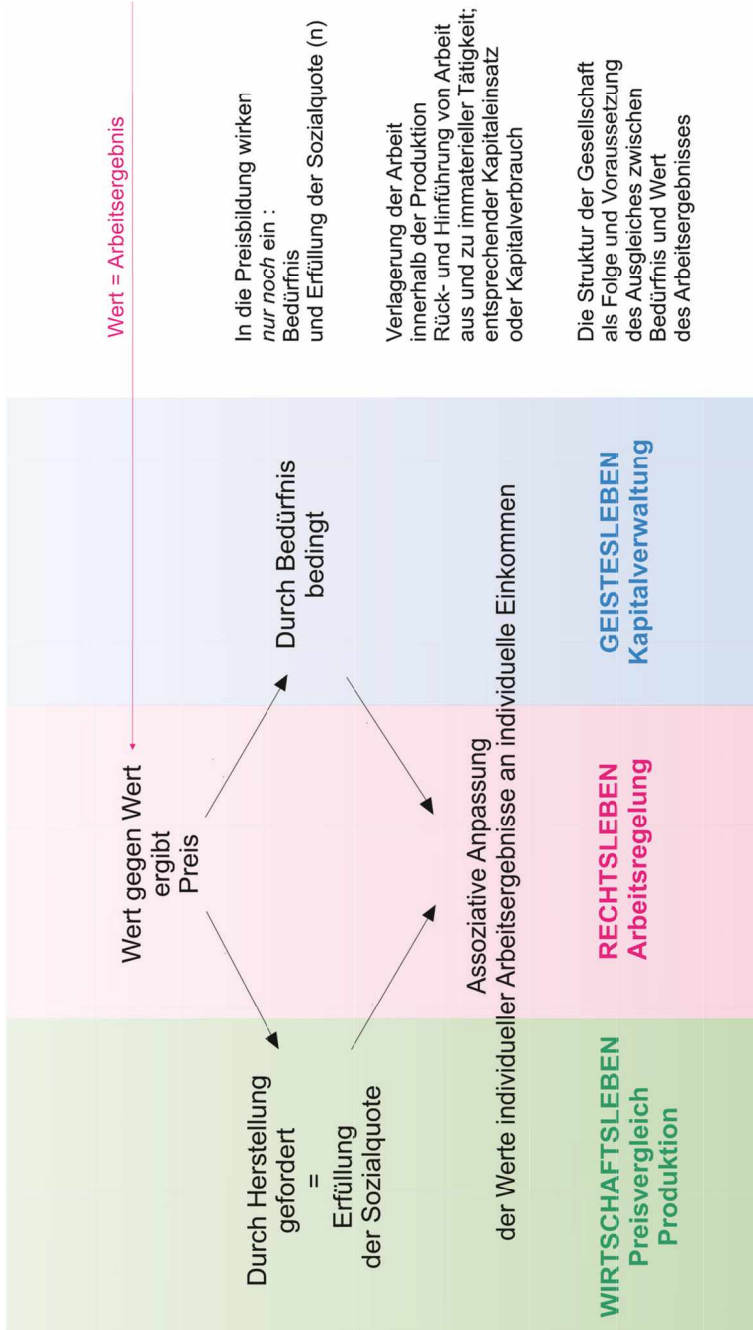 Wert = Arbeitsergebnis
Wert gegen Wert
ergibt
Preis
In die Preisbildung wirken
nur noch ein :
Bedürfnis
und Erfüllung der Sozialquote (n)
Durch Herstellung
gefordert
=
Erfüllung
der Sozialquote
Durch Bedürfnis
bedingt
Verlagerung der Arbeit
innerhalb der Produktion
Rück- und Hinführung von Arbeit
aus und zu immaterieller Tätigkeit;
entsprechender Kapitaleinsatz
oder Kapitalverbrauch
Assoziative Anpassung
der Werte individueller Arbeitsergebnisse an individuelle Einkommen
Die Struktur der Gesellschaft
als Folge und Voraussetzung
des Ausgleiches zwischen
Bedürfnis und Wert
des Arbeitsergebnisses
WIRTSCHAFTSLEBEN
Preisvergleich
Produktion
RECHTSLEBEN
Arbeitsregelung
GEISTESLEBEN
Kapitalverwaltung